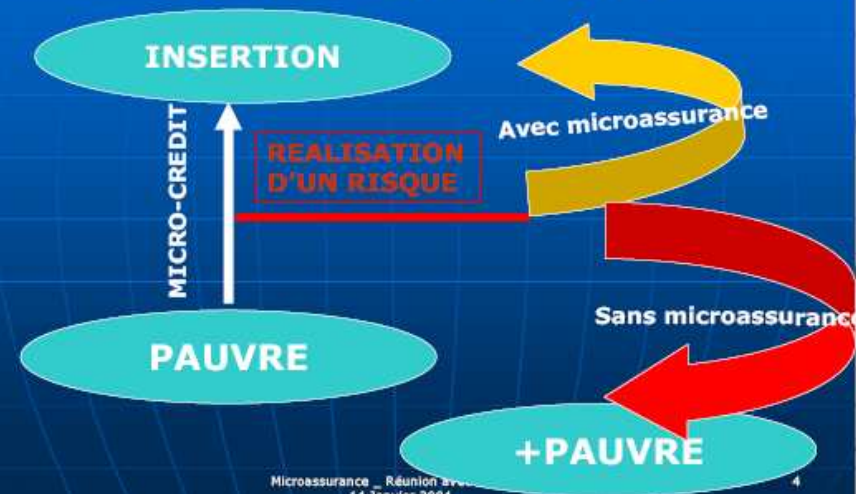 INSERTION
Avec microassurance
REALISATION
D'UN RISQUE
MICRO-CREDIT
Sans microassurance
PAUVRE
+PAUVRE
Microassurance _ Réunion
4